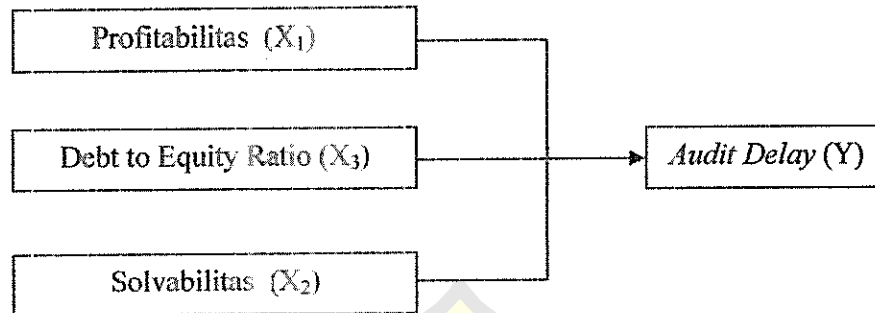 Profitabilitas (X₁)
Debt to Equity Ratio (X₃)
Audit Delay (Y)
Solvabilitas (X₂)